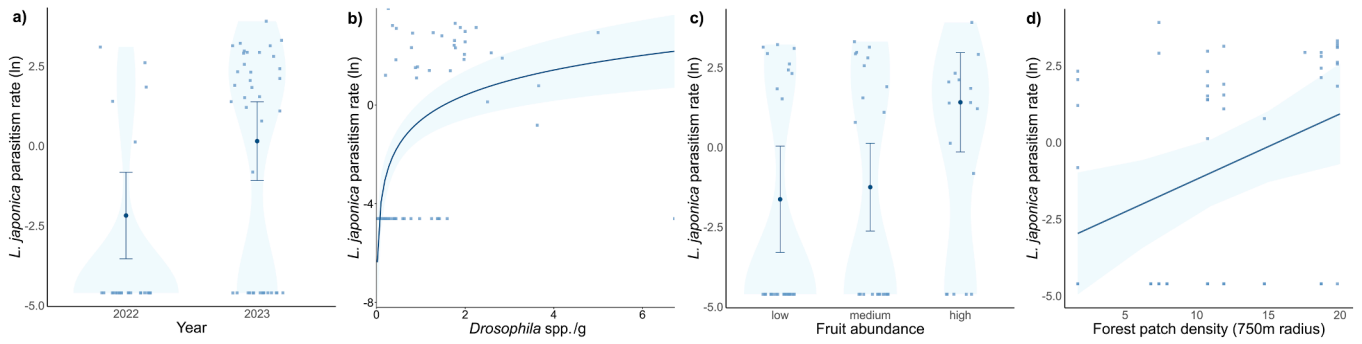 a)
L. japonica parasitism rate (ln)
2.5
0.0
-2.5
-5.0
2022 2023
Year
b)
L. japonica parasitism rate (ln)
0
-4
-8
0 2 4 6
Drosophila spp./g
c)
L. japonica parasitism rate (ln)
2.5
0.0
-2.5
-5.0
low medium high
Fruit abundance
d)
L. japonica parasitism rate (ln)
2.5
0.0
-2.5
-5.0
5 10 15 20
Forest patch density (750m radius)